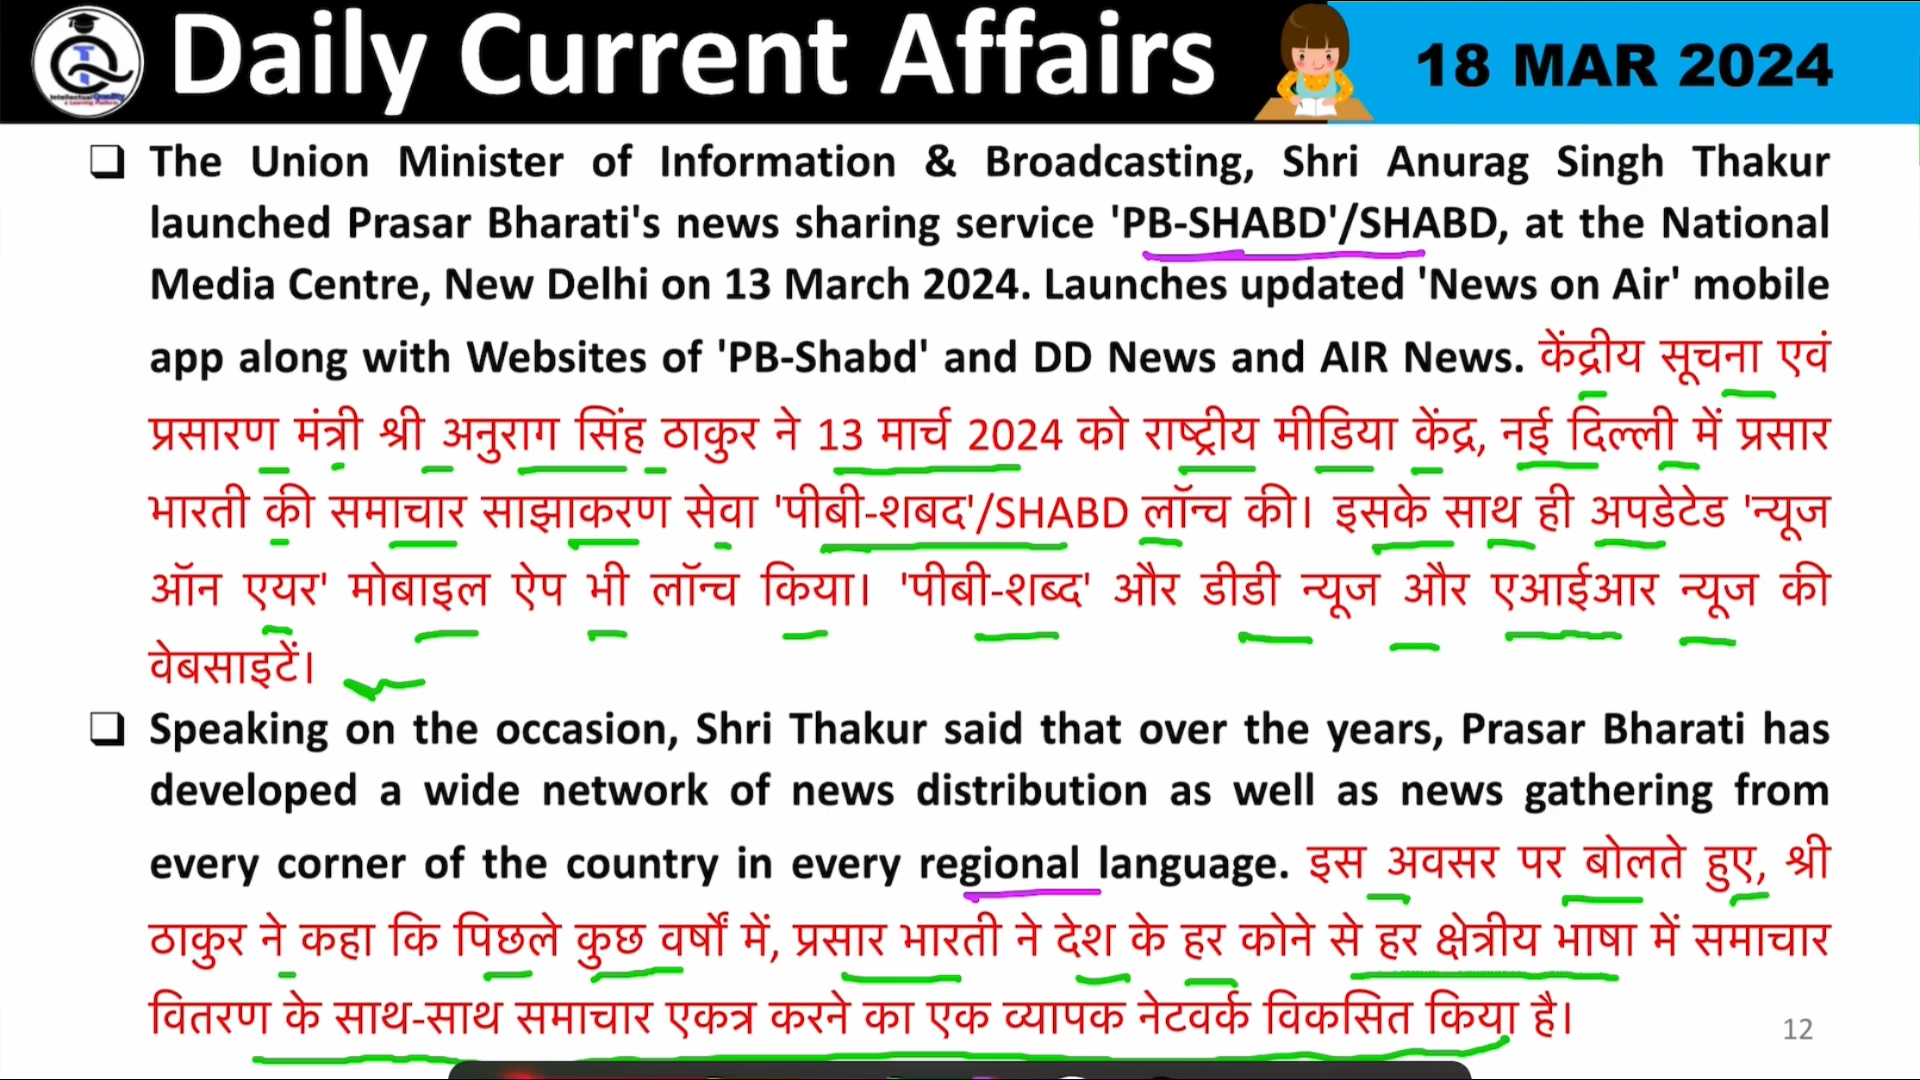 Daily Current Affairs
18 MAR 2024
The Union Minister of Information & Broadcasting, Shri Anurag Singh Thakur
launched Prasar Bharati's news sharing service 'PB-SHABD'/SHABD, at the National
Media Centre, New Delhi on 13 March 2024. Launches updated 'News on Air' mobile
app along with Websites of 'PB-Shabd' and DD News and AIR News. केंद्रीय सूचना एवं
प्रसारण मंत्री श्री अनुराग सिंह ठाकुर ने 13 मार्च 2024 को राष्ट्रीय मीडिया केंद्र, नई दिल्ली में प्रसार
भारती की समाचार साझाकरण सेवा 'पीबी-शबद'/SHABD लॉन्च की। इसके साथ ही अपडेटेड 'न्यूज
ऑन एयर' मोबाइल ऐप भी लॉन्च किया। 'पीबी-शब्द' और डीडी न्यूज और एआईआर न्यूज की
वेबसाइटें।
Speaking on the occasion, Shri Thakur said that over the years, Prasar Bharati has
developed a wide network of news distribution as well as news gathering from
every corner of the country in every regional language. इस अवसर पर बोलते हुए, श्री
ठाकुर ने कहा कि पिछले कुछ वर्षों में, प्रसार भारती ने देश के हर कोने से हर क्षेत्रीय भाषा में समाचार
वितरण के साथ-साथ समाचार एकत्र करने का एक व्यापक नेटवर्क विकसित किया है।
12